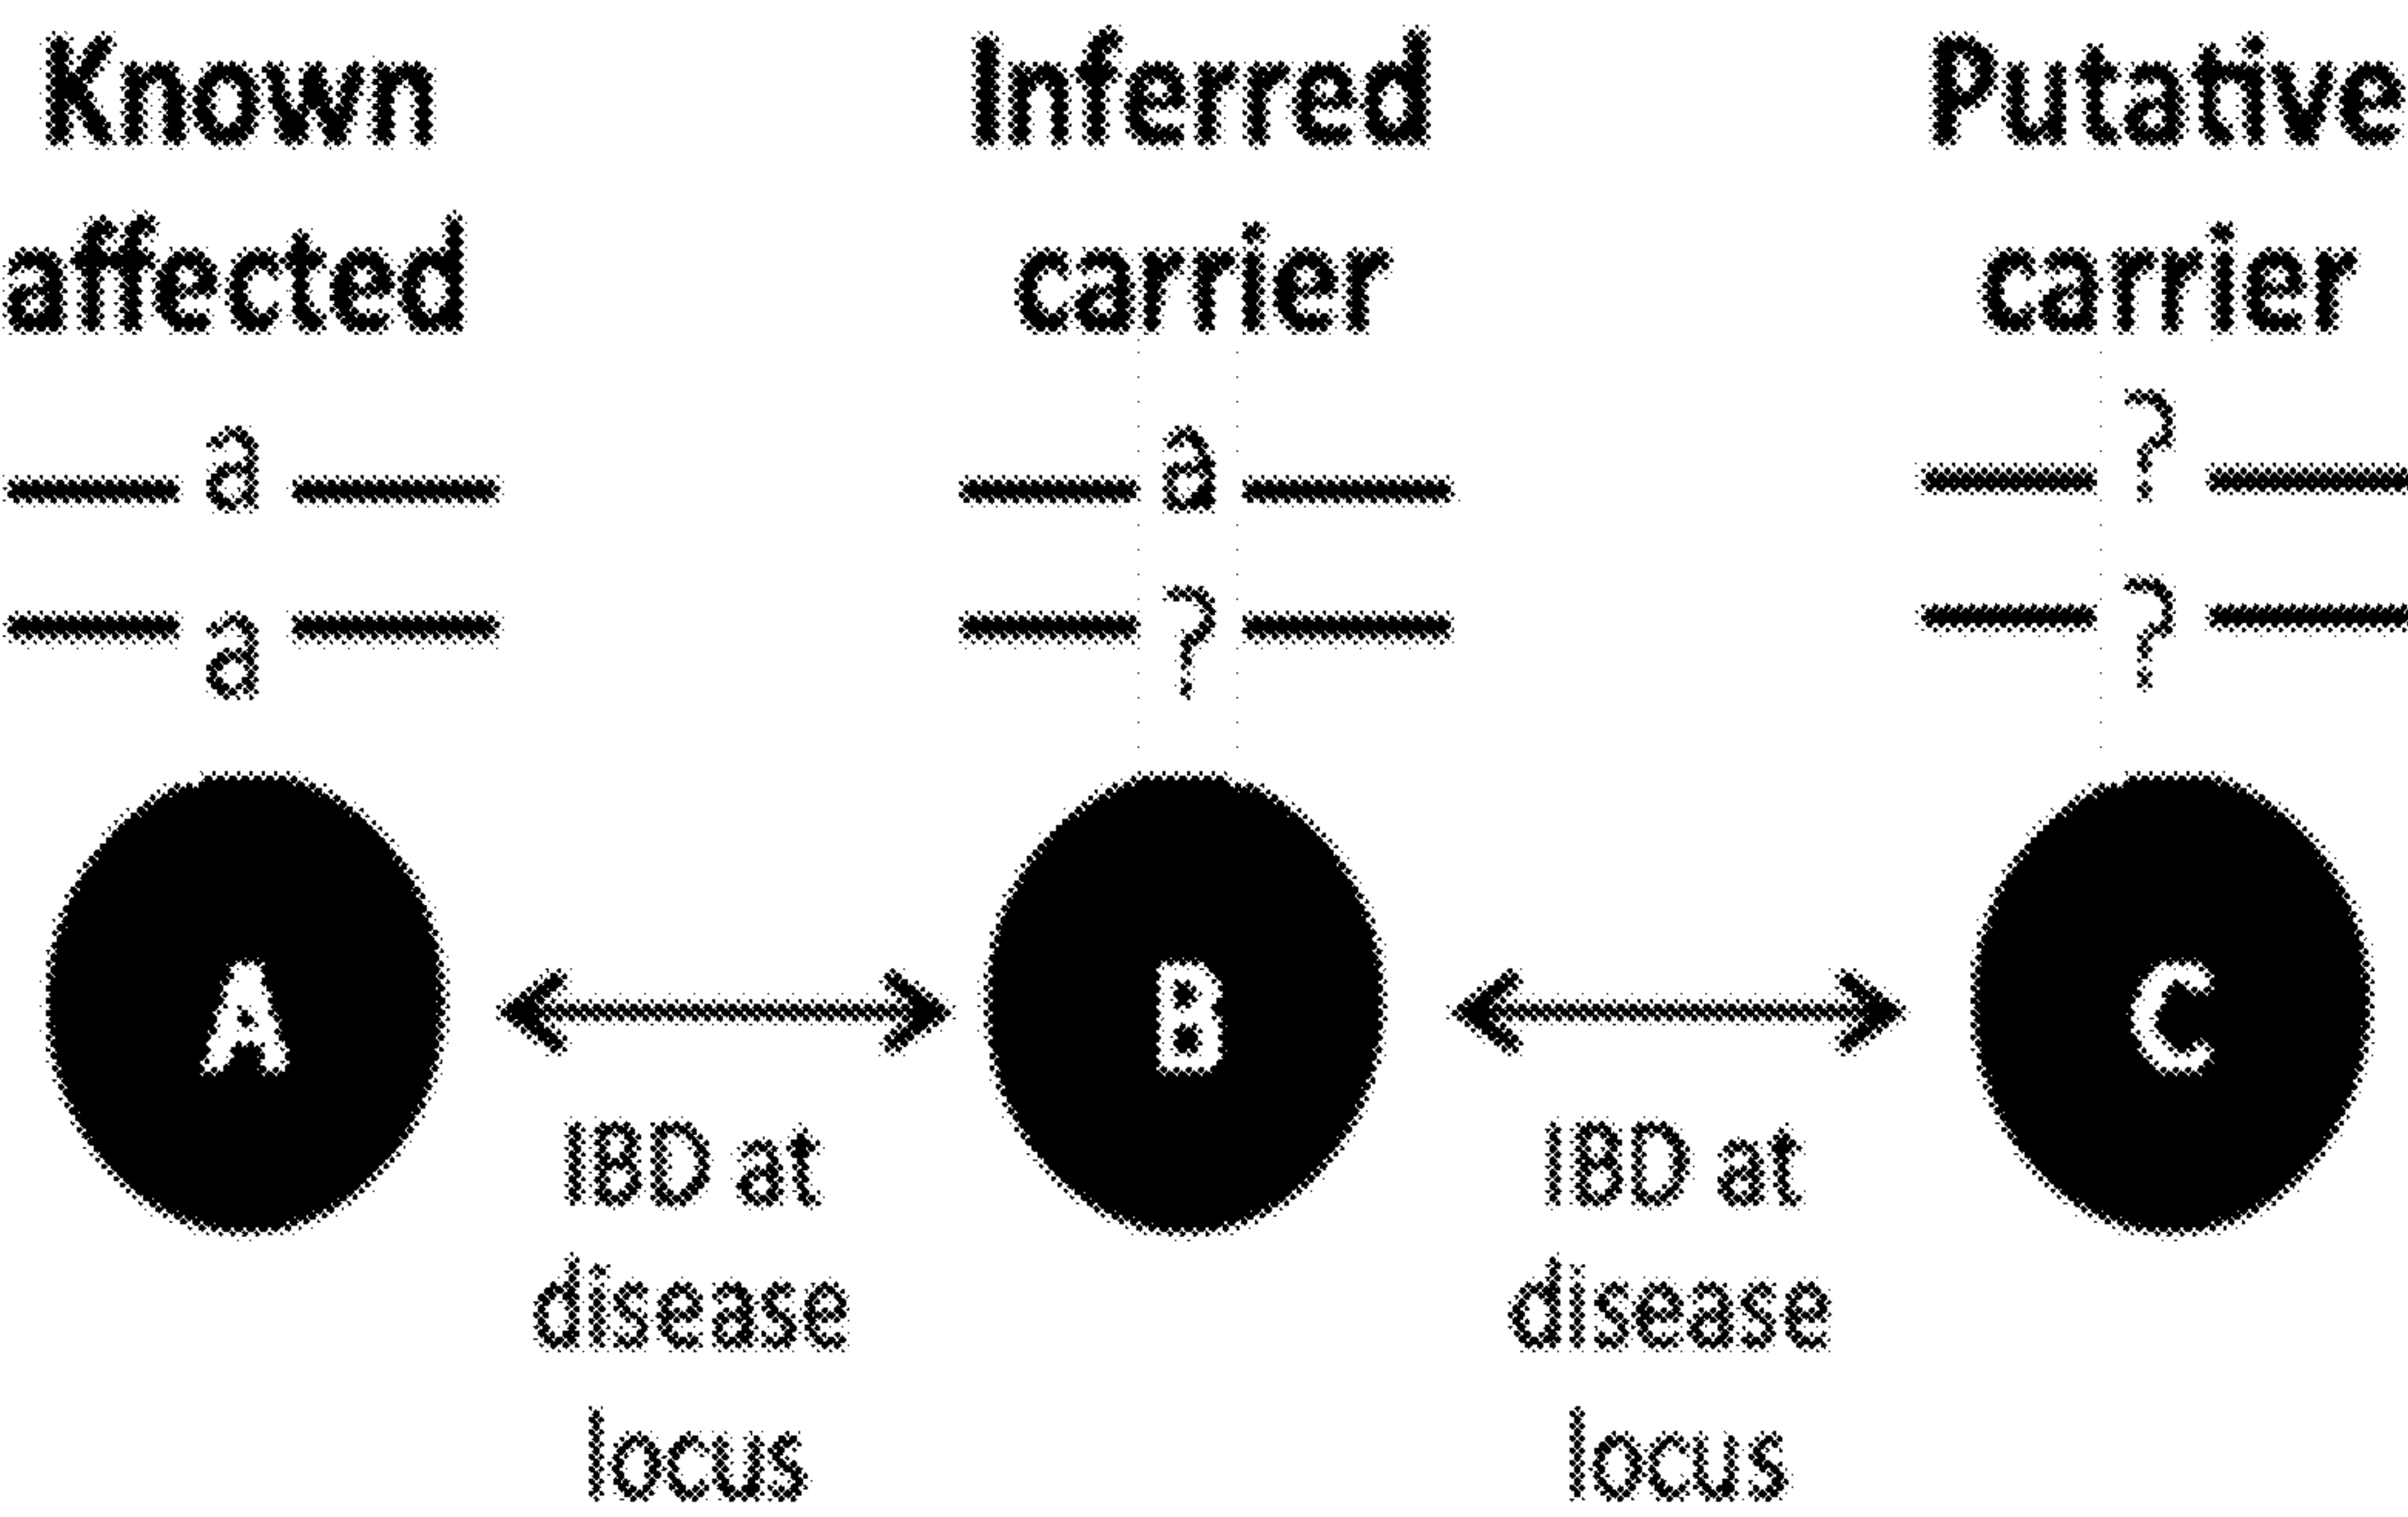 Known
affected
Inferred
carrier
Putative
carrier
a
a
a
?
?
?
A
B
C
IBD at
disease
locus
IBD at
disease
locus